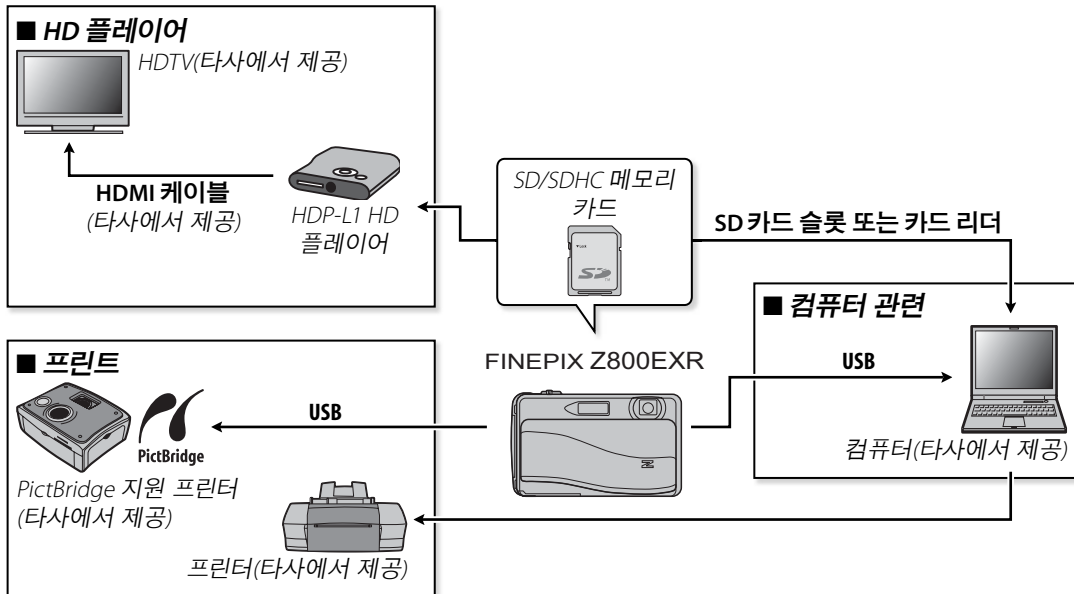 ■ HD 플레이어
HDTV(타사에서 제공)
HDMI 케이블
(타사에서 제공)
HDP-L1 HD
플레이어
SD/SDHC 메모리
카드
SD
SD 카드 슬롯 또는 카드 리더
■ 컴퓨터 관련
USB
컴퓨터(타사에서 제공)
FINEPIX Z800EXR
Z
■ 프린트
USB
PictBridge
PictBridge 지원 프린터
(타사에서 제공)
프린터(타사에서 제공)